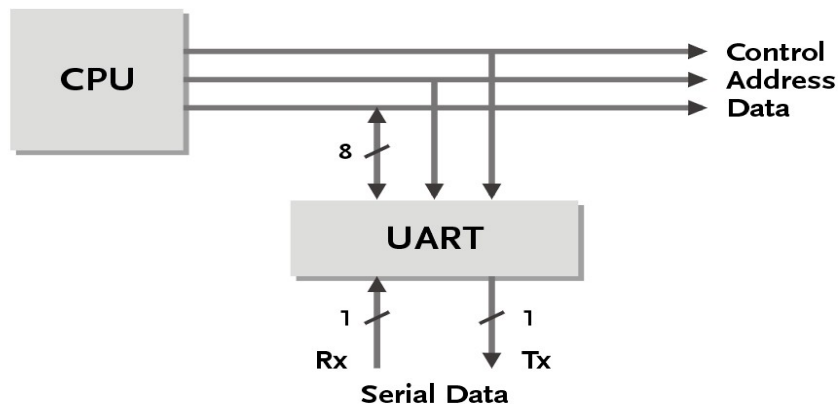 CPU
Control
Address
Data
8
UART
1
1
Rx
Tx
Serial Data